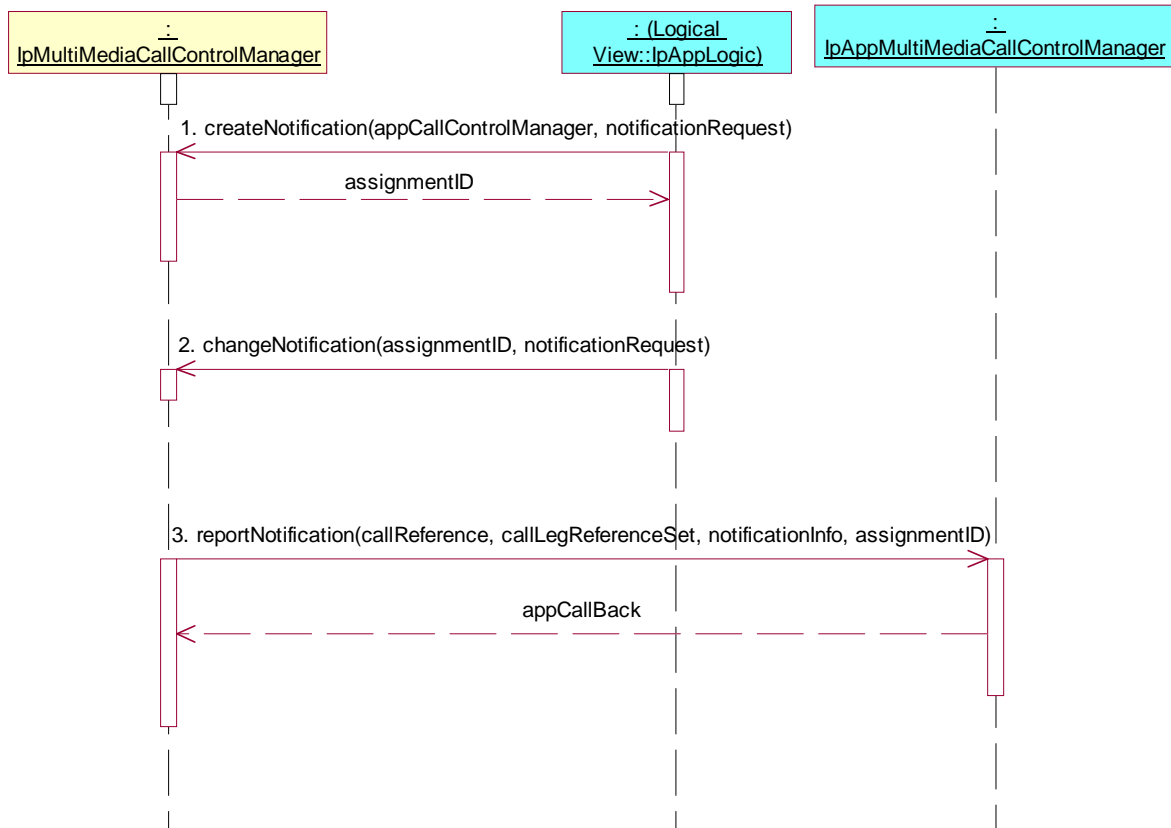 :
IpMultiMediaCallControlManager
: (Logical
View::IpAppLogic)
:
IpAppMultiMediaCallControlManager
1. createNotification(appCallControlManager, notificationRequest)
assignmentID
2. changeNotification(assignmentID, notificationRequest)
3. reportNotification(callReference, callLegReferenceSet, notificationInfo, assignmentID)
appCallBack